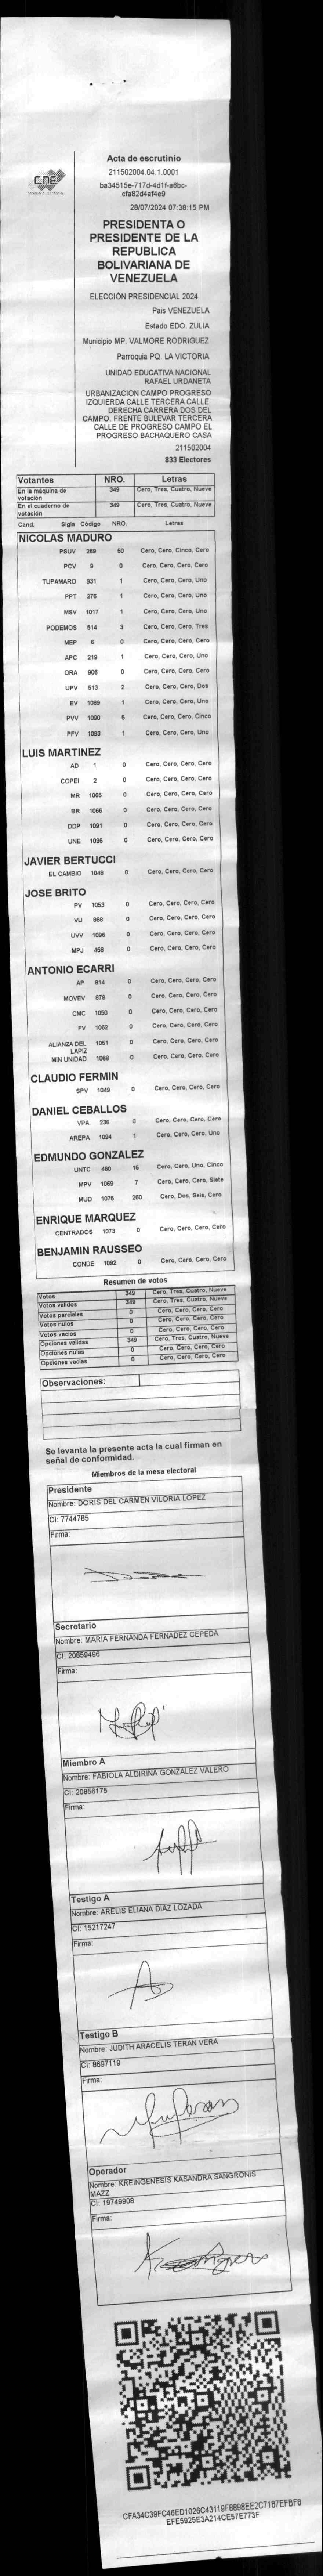 CNE
Acta de escrutinio
211502004.04.1.0001
ba34515e-717d-4d1f-a6bc-
cfa82d4af4e9
28/07/2024 07:38:15 PM
PRESIDENTA O
PRESIDENTE DE LA
REPUBLICA
BOLIVARIANA DE
VENEZUELA
ELECCIÓN PRESIDENCIAL 2024
Pais VENEZUELA
Estado EDO. ZULIA
Municipio MP. VALMORE RODRIGUEZ
Parroquia PQ. LA VICTORIA
UNIDAD EDUCATIVA NACIONAL
RAFAEL URDANETA
URBANIZACION CAMPO PROGRESO
IZQUIERDA CALLE TERCERA CALLE.
DERECHA CARRERA DOS DEL
CAMPO. FRENTE BULEVAR TERCERA
CALLE DE PROGRESO CAMPO EL
PROGRESO BACHAQUERO CASA
211502004
833 Electores
Votantes NRO. Letras
En la máquina de votación 349 Cero, Tres, Cuatro, Nueve
En el cuaderno de votación 349 Cero, Tres, Cuatro, Nueve
Cand. Sigla Código NRO. Letras
NICOLAS MADURO
PSUV 269 50 Cero, Cero, Cinco, Cero
PCV 9 0 Cero, Cero, Cero, Cero
TUPAMARO 931 1 Cero, Cero, Cero, Uno
PPT 276 1 Cero, Cero, Cero, Uno
MSV 1017 1 Cero, Cero, Cero, Uno
PODEMOS 514 3 Cero, Cero, Cero, Tres
MEP 6 0 Cero, Cero, Cero, Cero
APC 219 1 Cero, Cero, Cero, Uno
ORA 906 0 Cero, Cero, Cero, Cero
UPV 513 2 Cero, Cero, Cero, Dos
EV 1089 1 Cero, Cero, Cero, Uno
PVV 1090 5 Cero, Cero, Cero, Cinco
PFV 1093 1 Cero, Cero, Cero, Uno
LUIS MARTINEZ
AD 1 0 Cero, Cero, Cero, Cero
COPEI 2 0 Cero, Cero, Cero, Cero
MR 1065 0 Cero, Cero, Cero, Cero
BR 1066 0 Cero, Cero, Cero, Cero
DDP 1091 0 Cero, Cero, Cero, Cero
UNE 1095 0 Cero, Cero, Cero, Cero
JAVIER BERTUCCI
EL CAMBIO 1048 0 Cero, Cero, Cero, Cero
JOSE BRITO
PV 1053 0 Cero, Cero, Cero, Cero
VU 868 0 Cero, Cero, Cero, Cero
UVV 1096 0 Cero, Cero, Cero, Cero
MPJ 458 0 Cero, Cero, Cero, Cero
ANTONIO ECARRI
AP 814 0 Cero, Cero, Cero, Cero
MOVEV 878 0 Cero, Cero, Cero, Cero
CMC 1050 0 Cero, Cero, Cero, Cero
FV 1062 0 Cero, Cero, Cero, Cero
ALIANZA DEL LAPIZ 1051 0 Cero, Cero, Cero, Cero
MIN UNIDAD 1068 0 Cero, Cero, Cero, Cero
CLAUDIO FERMIN
SPV 1049 0 Cero, Cero, Cero, Cero
DANIEL CEBALLOS
VPA 236 0 Cero, Cero, Cero, Cero
AREPA 1094 1 Cero, Cero, Cero, Uno
EDMUNDO GONZALEZ
UNTC 460 15 Cero, Cero, Uno, Cinco
MPV 1069 7 Cero, Cero, Cero, Siete
MUD 1075 260 Cero, Dos, Seis, Cero
ENRIQUE MARQUEZ
CENTRADOS 1073 0 Cero, Cero, Cero, Cero
BENJAMIN RAUSSEO
CONDE 1092 0 Cero, Cero, Cero, Cero
Resumen de votos
Votos 349 Cero, Tres, Cuatro, Nueve
Votos validos 349 Cero, Tres, Cuatro, Nueve
Votos parciales 0 Cero, Cero, Cero, Cero
Votos nulos 0 Cero, Cero, Cero, Cero
Votos vacios 0 Cero, Cero, Cero, Cero
Opciones validas 349 Cero, Tres, Cuatro, Nueve
Opciones nulas 0 Cero, Cero, Cero, Cero
Opciones vacias 0 Cero, Cero, Cero, Cero
Observaciones:
Se levanta la presente acta la cual firman en
señal de conformidad.
Miembros de la mesa electoral
Presidente
Nombre: DORIS DEL CARMEN VILORIA LOPEZ
CI: 7744785
Firma:
Secretario
Nombre: MARIA FERNANDA FERNADEZ CEPEDA
CI: 20859496
Firma:
Miembro A
Nombre: FABIOLA ALDIRINA GONZALEZ VALERO
CI: 20856175
Firma:
Testigo A
Nombre: ARELIS ELIANA DIAZ LOZADA
CI: 15217247
Firma:
Testigo B
Nombre: JUDITH ARACELIS TERAN VERA
CI: 8697119
Firma:
Operador
Nombre: KREINGENESIS KASANDRA SANGRONIS
MAZZ
CI: 19749908
Firma:
CFA34C39FC46ED1026C43119F8898EE2C7187EFBFB
EFE5925E3A214CE57E773F